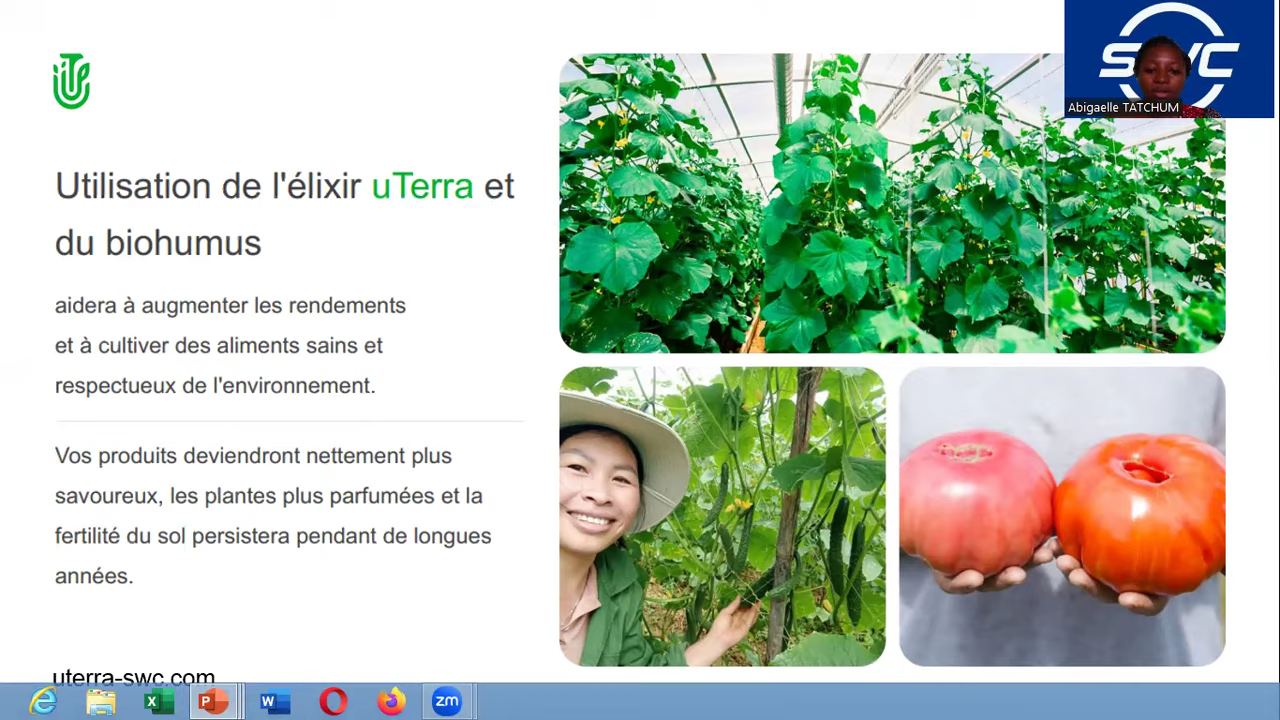 Utilisation de l'élixir uTerra et
du biohumus
aidera à augmenter les rendements
et à cultiver des aliments sains et
respectueux de l'environnement.
Vos produits deviendront nettement plus
savoureux, les plantes plus parfumées et la
fertilité du sol persistera pendant de longues
années.
uterra-swc.com
SWC
Abigaelle TATCHUM
zm